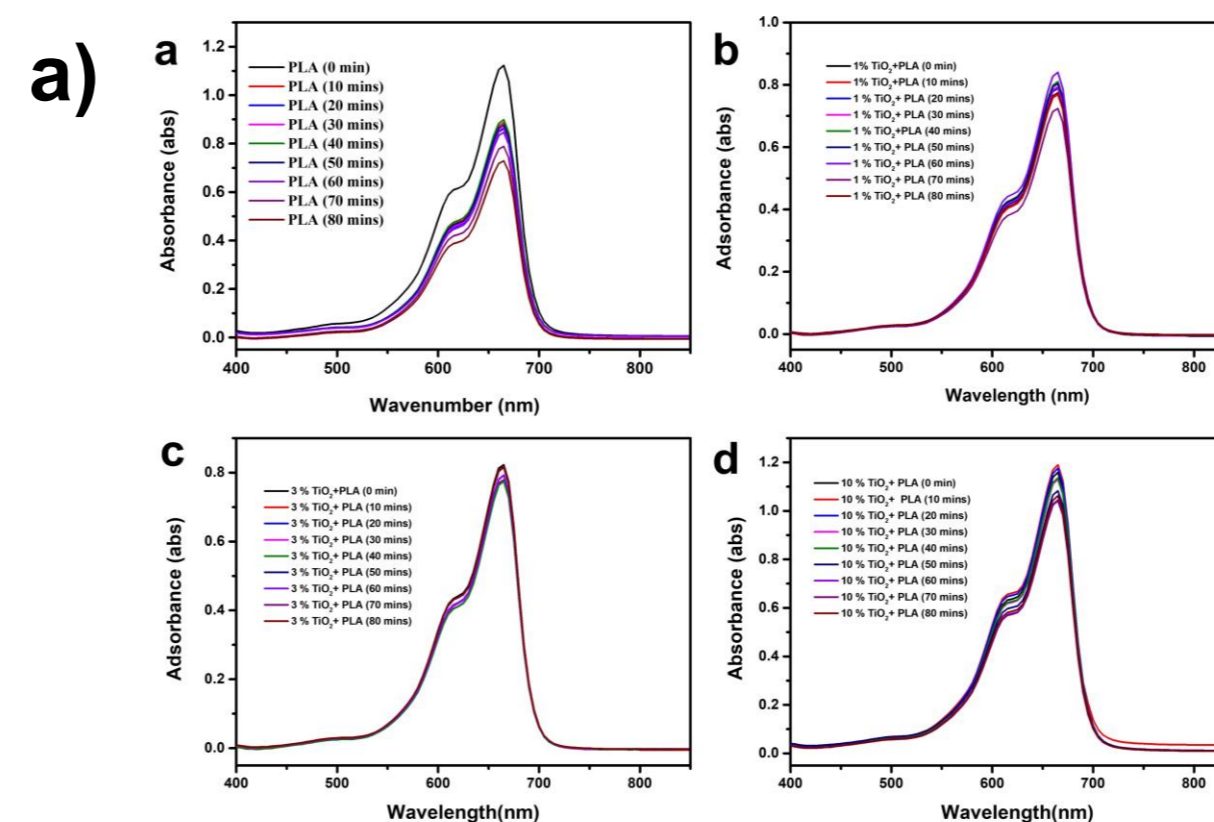 a)
a
PLA (0 min)
PLA (10 mins)
PLA (20 mins)
PLA (30 mins)
PLA (40 mins)
PLA (50 mins)
PLA (60 mins)
PLA (70 mins)
PLA (80 mins)
Absorbance (abs)
1.2
1.0
0.8
0.6
0.4
0.2
0.0
400 500 600 700 800
Wavenumber (nm)
b
1% TiO₂+PLA (0 min)
1% TiO₂+PLA (10 mins)
1 % TiO₂+ PLA (20 mins)
1 % TiO₂+ PLA (30 mins)
1 % TiO₂+PLA (40 mins)
1 % TiO₂+ PLA (50 mins)
1 % TiO₂+ PLA (60 mins)
1 % TiO₂+ PLA (70 mins)
1 % TiO₂+ PLA (80 mins)
Adsorbance (abs)
1.0
0.8
0.6
0.4
0.2
0.0
400 500 600 700 800
Wavelength (nm)
c
3 % TiO₂+PLA (0 min)
3 % TiO₂+ PLA (10 mins)
3 % TiO₂+ PLA (20 mins)
3 % TiO₂+ PLA (30 mins)
3 % TiO₂+ PLA (40 mins)
3 % TiO₂+ PLA (50 mins)
3 % TiO₂+ PLA (60 mins)
3 % TiO₂+ PLA (70 mins)
3 % TiO₂+ PLA (80 mins)
Adsorbance (abs)
0.8
0.6
0.4
0.2
0.0
400 500 600 700 800
Wavelength(nm)
d
10 % TiO₂+ PLA (0 min)
10 % TiO₂+ PLA (10 mins)
10 % TiO₂+ PLA (20 mins)
10 % TiO₂+ PLA (30 mins)
10 % TiO₂+ PLA (40 mins)
10 % TiO₂+ PLA (50 mins)
10 % TiO₂+ PLA (60 mins)
10 % TiO₂+ PLA (70 mins)
10 % TiO₂+ PLA (80 mins)
Absorbance (abs)
1.2
1.0
0.8
0.6
0.4
0.2
0.0
400 500 600 700 800
Wavelength(nm)